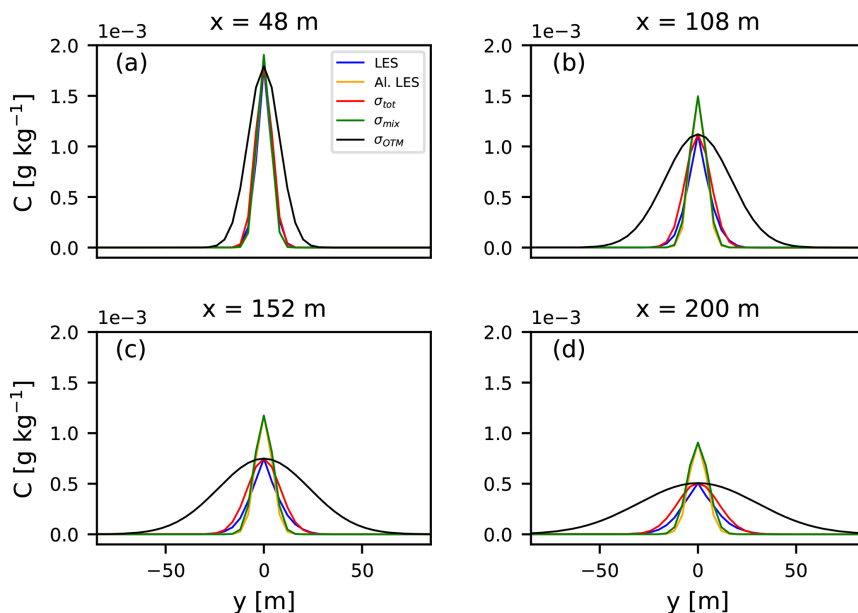 x = 48 m
x = 108 m
1e−3
1e−3
(a)
(b)
LES
Al. LES
σtot
σmix
σOTM
C [g kg⁻¹]
2.0
1.5
1.0
0.5
0.0
2.0
1.5
1.0
0.5
0.0
x = 152 m
x = 200 m
1e−3
1e−3
(c)
(d)
C [g kg⁻¹]
2.0
1.5
1.0
0.5
0.0
2.0
1.5
1.0
0.5
0.0
−50 0 50
−50 0 50
y [m]
y [m]